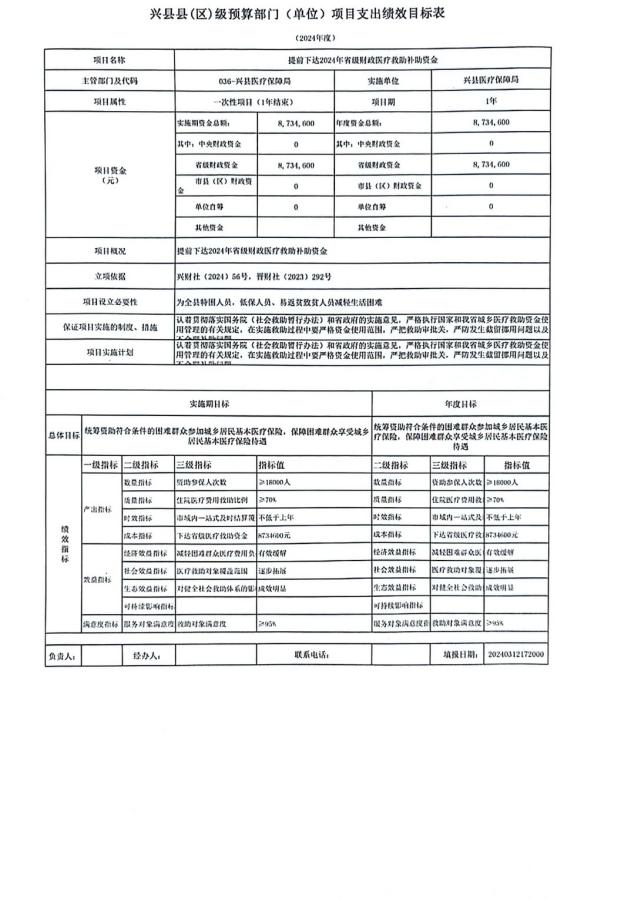 兴县县(区)级预算部门（单位）项目支出绩效目标表
（2024年度）
项目名称 提前下达2024年省级财政医疗救助补助资金
主管部门及代码 036-兴县医疗保障局 实施单位 兴县医疗保障局
项目属性 一次性项目（1年结束） 项目期 1年
项目资金（元） 实施期资金总额： 8,734,600 年度资金总额： 8,734,600
其中：中央财政资金 0 其中：中央财政资金 0
省级财政资金 8,734,600 省级财政资金 8,734,600
市县（区）财政资金 0 市县（区）财政资金 0
单位自筹 0 单位自筹 0
其他资金 其他资金
项目概况 提前下达2024年省级财政医疗救助补助资金
立项依据 兴财社（2024）56号，晋财社（2023）292号
项目设立必要性 为全县特困人员，低保人员、易返贫致贫人员减轻生活困难
保证项目实施的制度、措施 认着贯彻落实国务院（社会救助暂行办法）和省政府的实施意见，严格执行国家和我省城乡医疗救助资金使
用管理的有关规定，在实施救助过程中要严格资金使用范围，严把救助审批关，严防发生截留挪用问题以及
项目实施计划 认着贯彻落实国务院（社会救助暂行办法）和省政府的实施意见，严格执行国家和我省城乡医疗救助资金使
用管理的有关规定，在实施救助过程中要严格资金使用范围，严把救助审批关，严防发生截留挪用问题以及
实施期目标 年度目标
总体目标 统筹资助符合条件的困难群众参加城乡居民基本医疗保险，保障困难群众享受城乡居民基本医疗保险待遇 统筹资助符合条件的困难群众参加城乡居民基本医疗保险，保障困难群众享受城乡居民基本医疗保险待遇
绩效指标 一级指标 二级指标 三级指标 指标值 二级指标 三级指标 指标值
产出指标 数量指标 资助参保人次数 ≥18000人 数量指标 资助参保人次数 ≥18000人
质量指标 住院医疗费用救助比例 ≥70% 质量指标 住院医疗费用救 ≥70%
时效指标 市域内一站式及时结算覆 不低于上年 时效指标 市域内一站式及 不低于上年
成本指标 下达省级医疗救助资金 8734600元 成本指标 下达省级医疗救 8734600元
效益指标 经济效益指标 减轻困难群众医疗费用负 有效缓解 经济效益指标 减轻困难群众医 有效缓解
社会效益指标 医疗救助对象覆盖范围 逐步拓展 社会效益指标 医疗救助对象覆 逐步拓展
生态效益指标 对健全社会救助体系的影 成效明显 生态效益指标 对健全社会救助 成效明显
可持续影响指标 可持续影响指标
满意度指标 服务对象满意度 救助对象满意度 ≥95% 服务对象满意度指 救助对象满意度 ≥95%
负责人： 经办人： 联系电话： 填报日期： 20240312172000